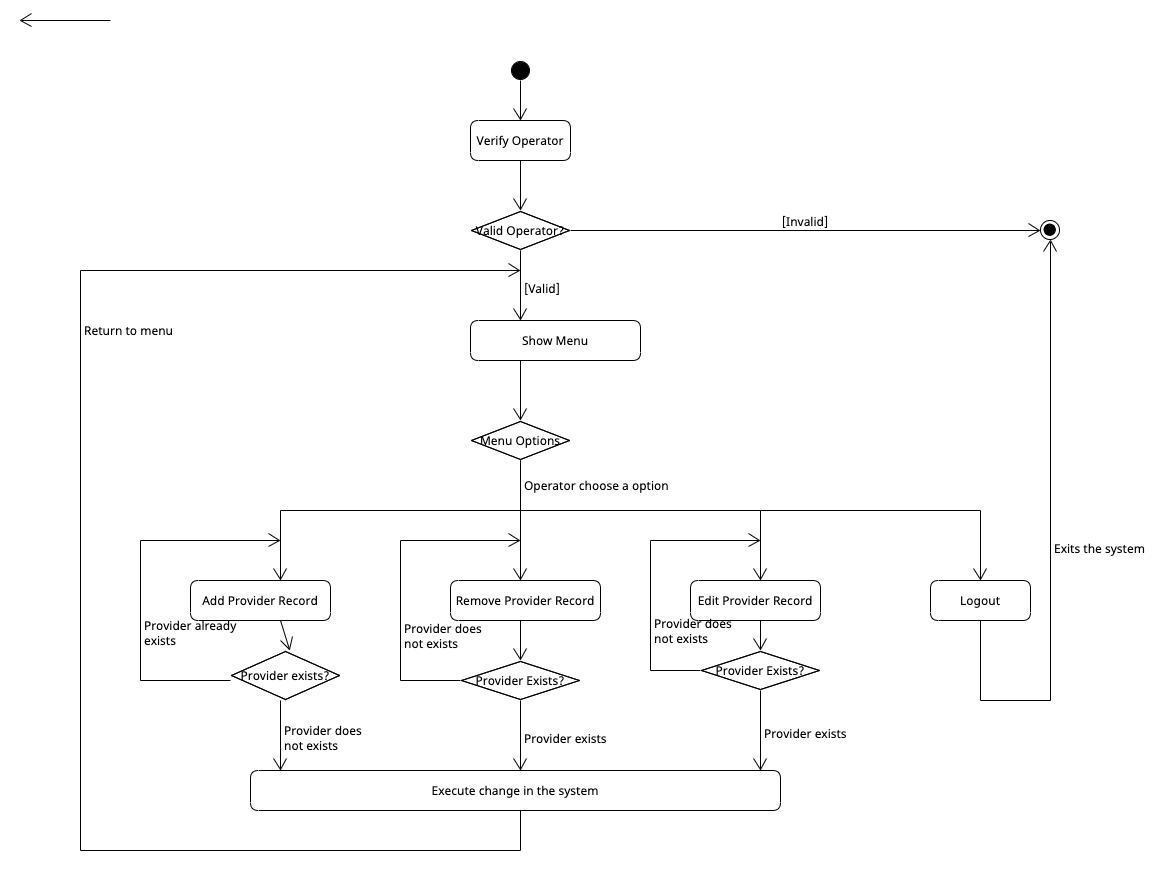 Verify Operator
Valid Operator?
[Invalid]
[Valid]
Return to menu
Show Menu
Menu Options
Operator choose a option
Exits the system
Add Provider Record
Remove Provider Record
Edit Provider Record
Logout
Provider already
exists
Provider does
not exists
Provider does
not exists
Provider exists?
Provider Exists?
Provider Exists?
Provider does
not exists
Provider exists
Provider exists
Execute change in the system